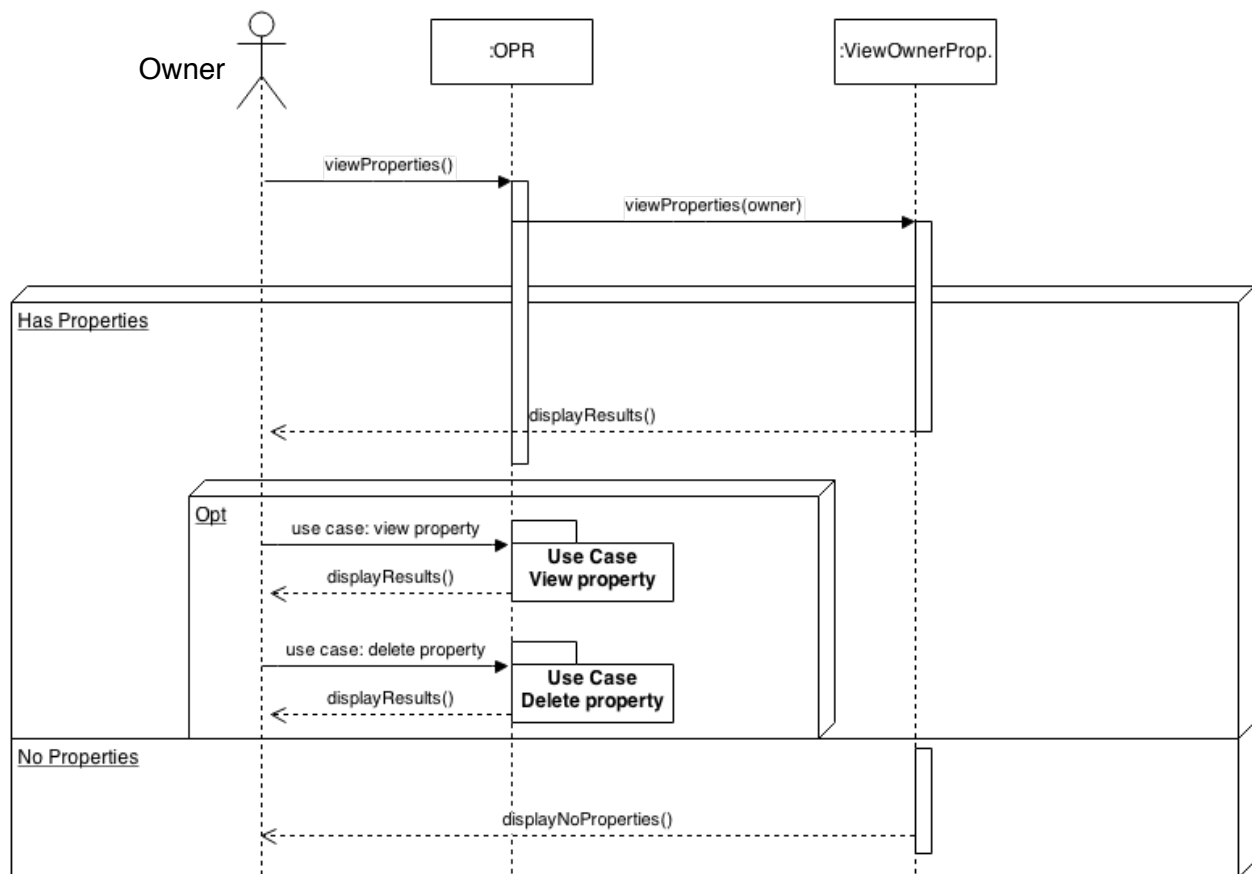 Owner
:OPR
:ViewOwnerProp.
viewProperties()
viewProperties(owner)
Has Properties
displayResults()
Opt
use case: view property
Use Case
View property
displayResults()
use case: delete property
Use Case
Delete property
displayResults()
No Properties
displayNoProperties()